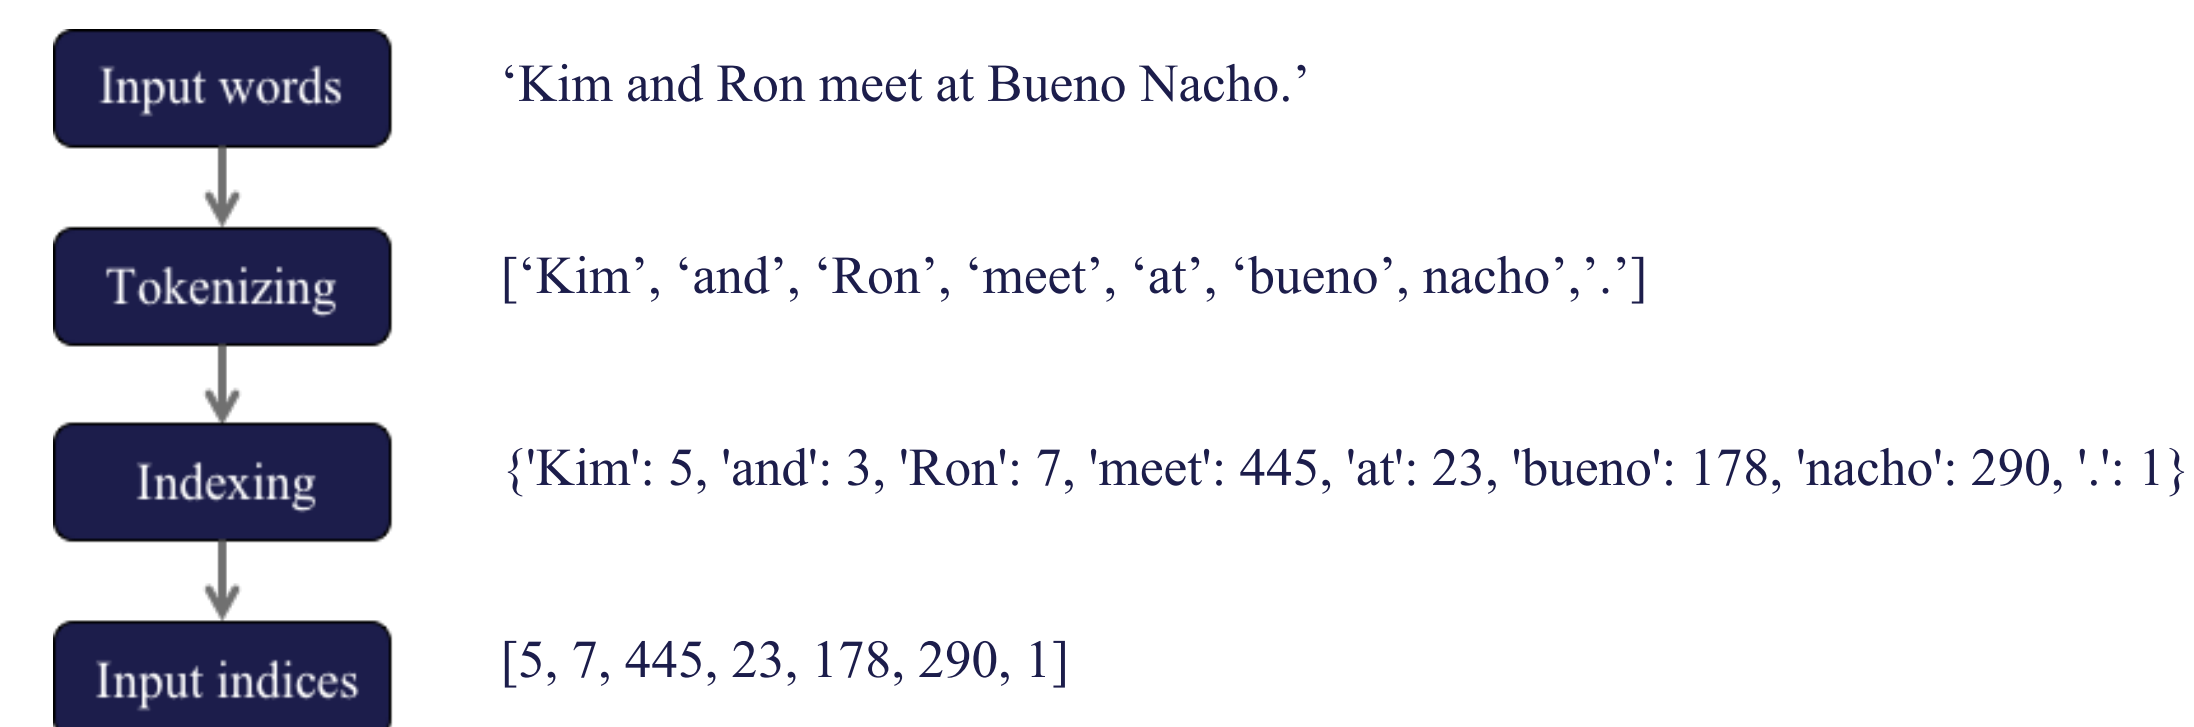 Input words
‘Kim and Ron meet at Bueno Nacho.’
Tokenizing
[‘Kim’, ‘and’, ‘Ron’, ‘meet’, ‘at’, ‘bueno’, nacho’,’.’]
Indexing
{'Kim': 5, 'and': 3, 'Ron': 7, 'meet': 445, 'at': 23, 'bueno': 178, 'nacho': 290, '.': 1}
Input indices
[5, 7, 445, 23, 178, 290, 1]